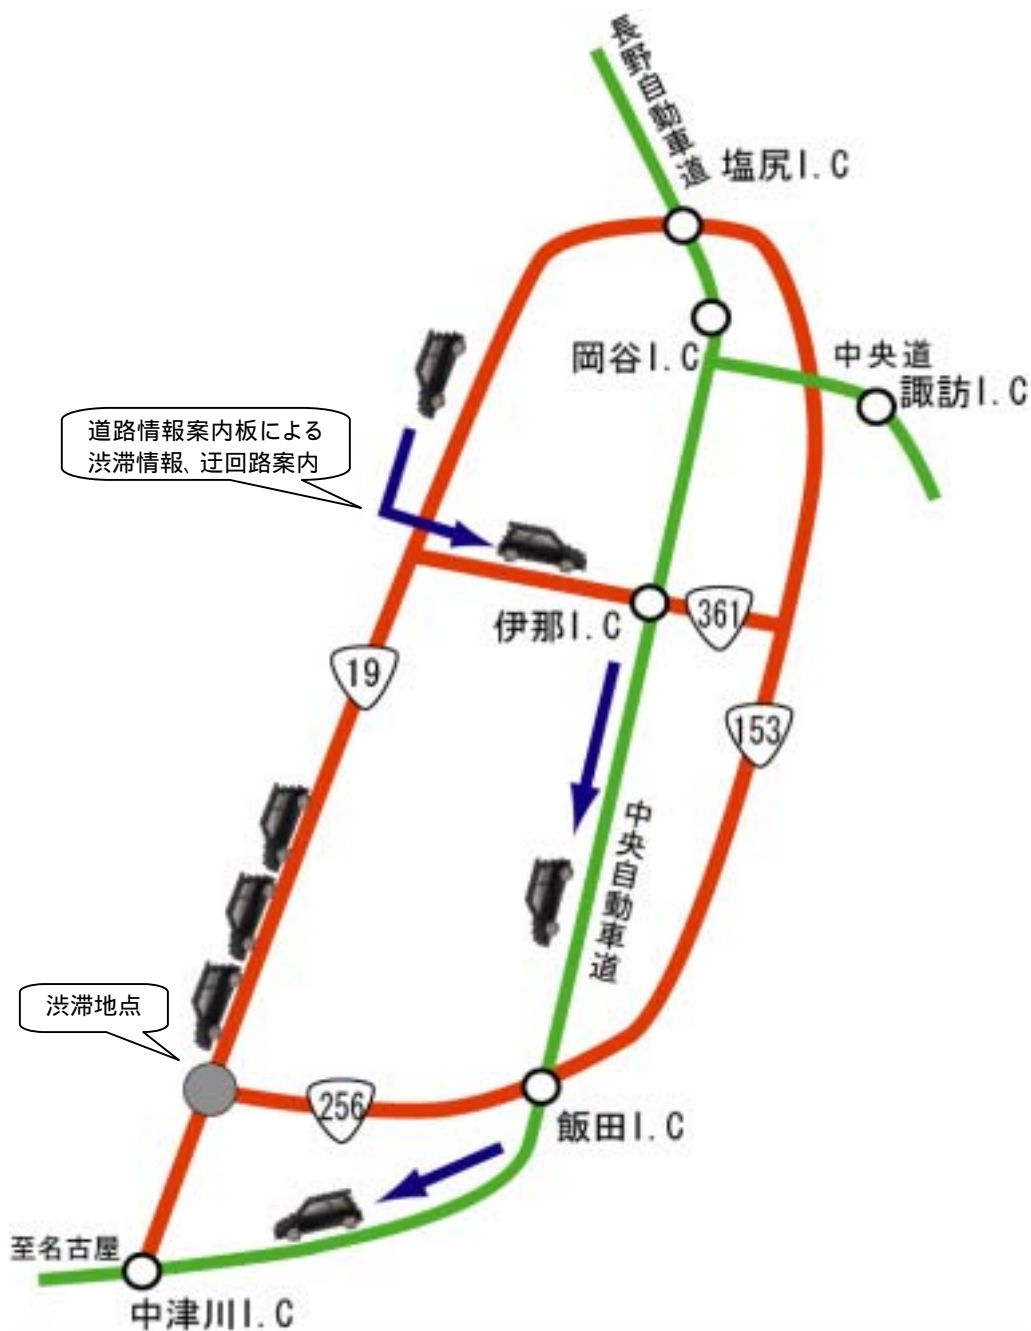 長野自動車道
塩尻I.C
岡谷I.C
中央道
諏訪I.C
道路情報案内板による
渋滞情報、迂回路案内
伊那I.C
361
19
153
中央自動車道
渋滞地点
256
飯田I.C
至名古屋
中津川I.C